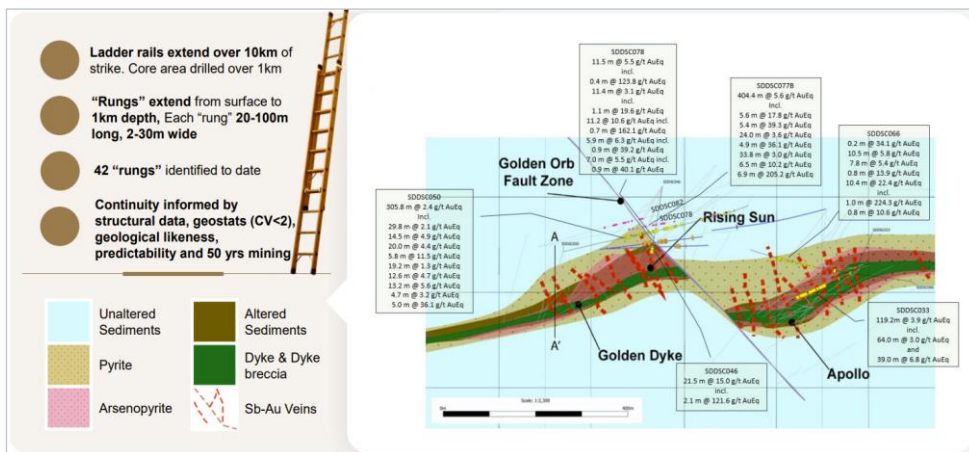 Ladder rails extend over 10km of
strike. Core area drilled over 1km
"Rungs" extend from surface to
1km depth, Each "rung" 20-100m
long, 2-30m wide
42 "rungs" identified to date
Continuity informed by
structural data, geostats (CV<2),
geological likeness,
predictability and 50 yrs mining
Unaltered
Sediments
Altered
Sediments
Pyrite
Dyke & Dyke
breccia
Arsenopyrite
Sb-Au Veins
SDDSC078
11.5 m @ 5.5 g/t AuEq
incl.
0.4 m @ 123.8 g/t AuEq
11.4 m @ 3.1 g/t AuEq
incl.
1.1 m @ 19.6 g/t AuEq
11.2 m @ 10.6 g/t AuEq incl.
0.7 m @ 162.1 g/t AuEq
5.9 m @ 6.3 g/t AuEq incl.
0.9 m @ 39.2 g/t AuEq
7.0 m @ 5.5 g/t AuEq incl.
0.9 m @ 40.1 g/t AuEq
SDDSC077B
404.4 m @ 5.6 g/t AuEq
Incl.
5.6 m @ 17.8 g/t AuEq
5.4 m @ 39.3 g/t AuEq
24.0 m @ 3.6 g/t AuEq
4.9 m @ 36.1 g/t AuEq
33.8 m @ 3.0 g/t AuEq
6.5 m @ 10.2 g/t AuEq
6.9 m @ 205.2 g/t AuEq
SDDSC066
0.2 m @ 34.1 g/t AuEq
10.5 m @ 5.8 g/t AuEq
7.8 m @ 5.4 g/t AuEq
0.8 m @ 13.9 g/t AuEq
10.4 m @ 22.4 g/t AuEq
incl.
1.0 m @ 224.3 g/t AuEq
0.8 m @ 10.6 g/t AuEq
Golden Orb
Fault Zone
SDDSC050
305.8 m @ 2.4 g/t AuEq
Incl.
29.8 m @ 2.1 g/t AuEq
14.5 m @ 4.9 g/t AuEq
20.0 m @ 4.4 g/t AuEq
5.8 m @ 11.5 g/t AuEq
19.2 m @ 1.3 g/t AuEq
12.6 m @ 4.7 g/t AuEq
13.2 m @ 5.6 g/t AuEq
4.7 m @ 3.2 g/t AuEq
5.0 m @ 36.1 g/t AuEq
SDDSC082
SDDSC078
Rising Sun
A
A'
Golden Dyke
SDDSC046
21.5 m @ 15.0 g/t AuEq
incl.
2.1 m @ 121.6 g/t AuEq
Apollo
SDDSC033
119.2m @ 3.9 g/t AuEq
incl.
64.0 m @ 3.0 g/t AuEq
and
39.0 m @ 6.8 g/t AuEq
0m
400m